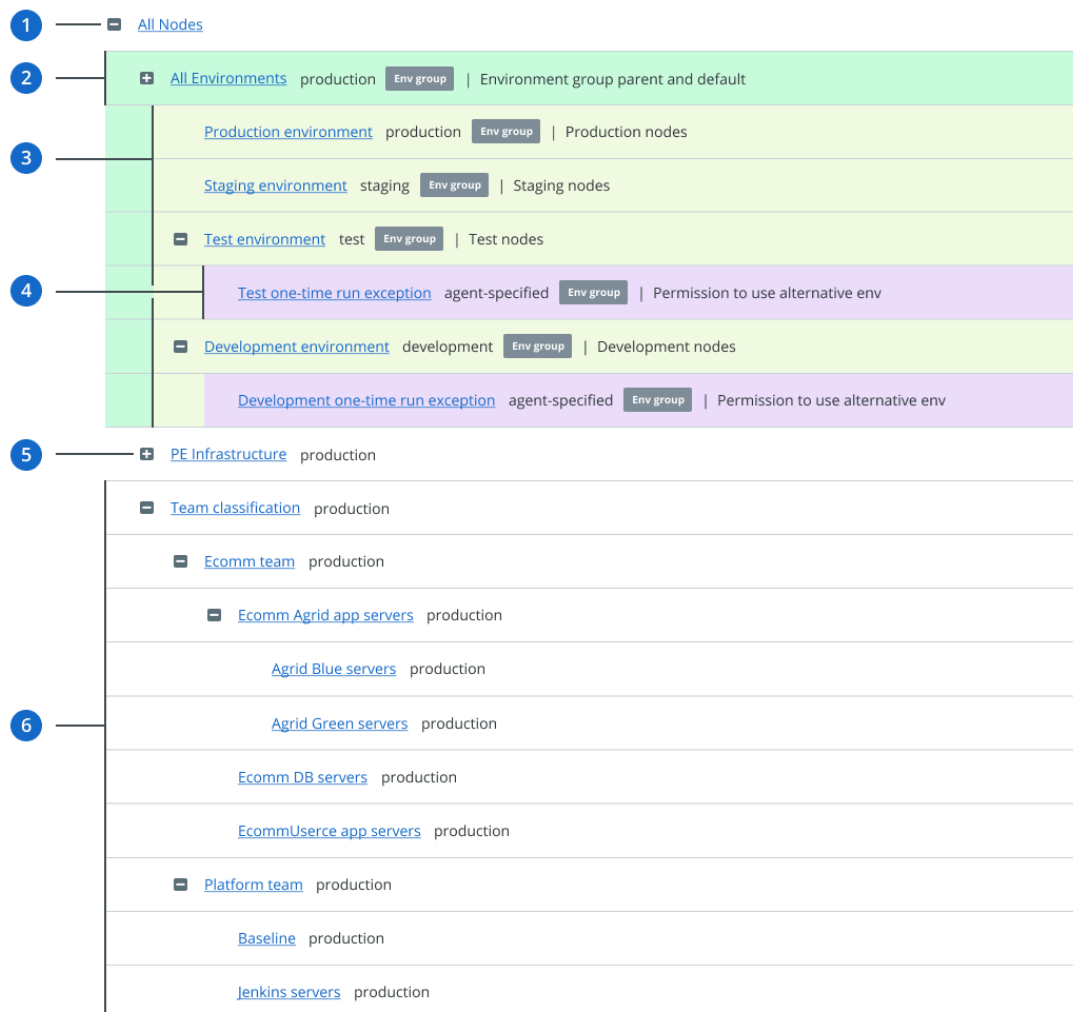 1 All Nodes
2 All Environments production Env group | Environment group parent and default
Production environment production Env group | Production nodes
3
Staging environment staging Env group | Staging nodes
Test environment test Env group | Test nodes
4 Test one-time run exception agent-specified Env group | Permission to use alternative env
Development environment development Env group | Development nodes
Development one-time run exception agent-specified Env group | Permission to use alternative env
5 PE Infrastructure production
Team classification production
Ecomm team production
Ecomm Agrid app servers production
Agrid Blue servers production
6 Agrid Green servers production
Ecomm DB servers production
EcommUserce app servers production
Platform team production
Baseline production
Jenkins servers production